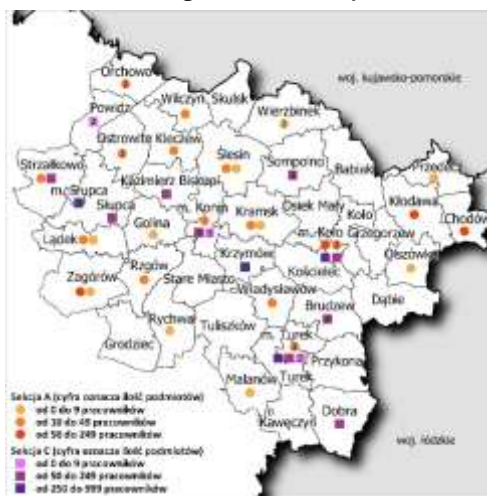 Orchowo
woj. kujawsko-pomorskie
Wilczyn
Skulsk
Powidz
2
Wierzbinek
Ostrowite
Kleczew
Ślesin
Sompolno
Babiak
Przedecz
Strzałkowo
Kazimierz Biskupi
m. Słupca
Słupca
m. Konin
Kramsk
Osiek Mały
Kłodawa
Koło
Chodów
Golina
m. Koło
Grzegorzew
Lądek
Krzymów
Kościelec
Olszówka
Zagórów
Rzgów
Stare Miasto
Władysławów
Dąbie
Brudzew
Rychwał
Tuliszków
Grodziec
m. Turek
Przykona
Turek
Malanów
Kawęczyn
Dobra
woj. łódzkie
Sekcja A (cyfra oznacza ilość podmiotów)
od 0 do 9 pracowników
od 10 do 49 pracowników
od 50 do 249 pracowników
Sekcja C (cyfra oznacza ilość podmiotów)
od 0 do 9 pracowników
od 50 do 249 pracowników
od 250 do 999 pracowników